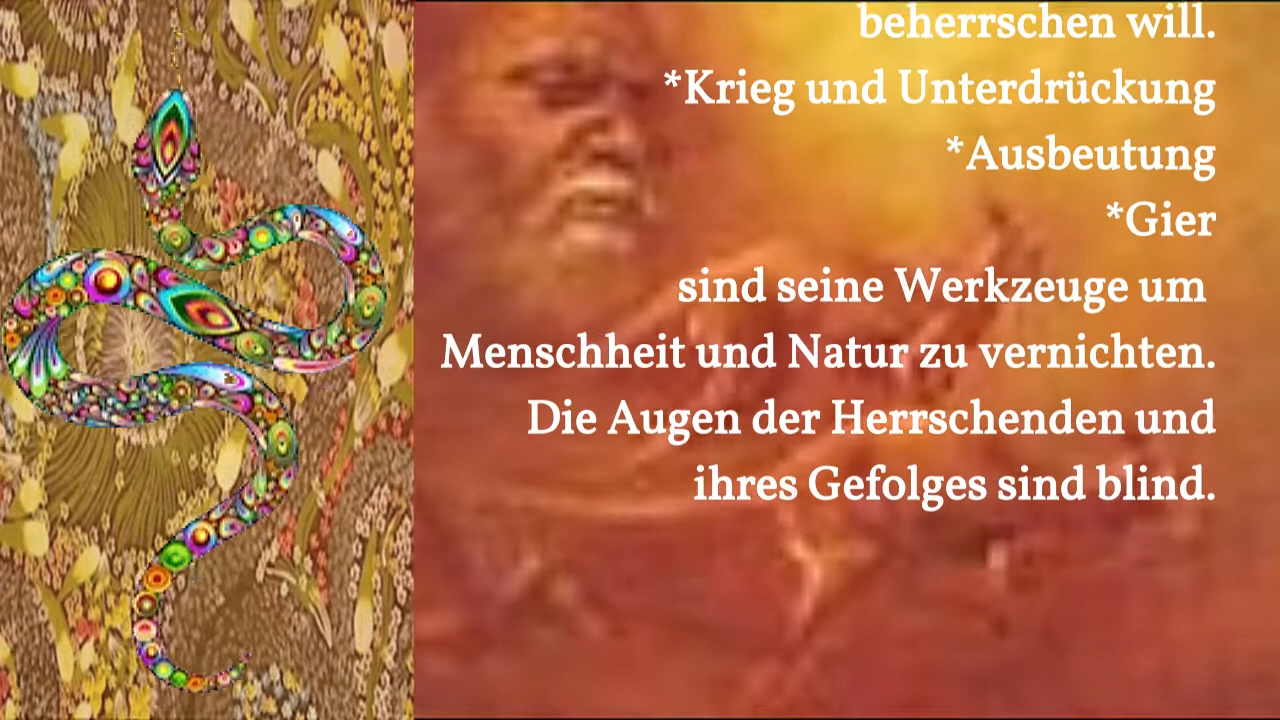 beherrschen will.
*Krieg und Unterdrückung
*Ausbeutung
*Gier
sind seine Werkzeuge um
Menschheit und Natur zu vernichten.
Die Augen der Herrschenden und
ihres Gefolges sind blind.